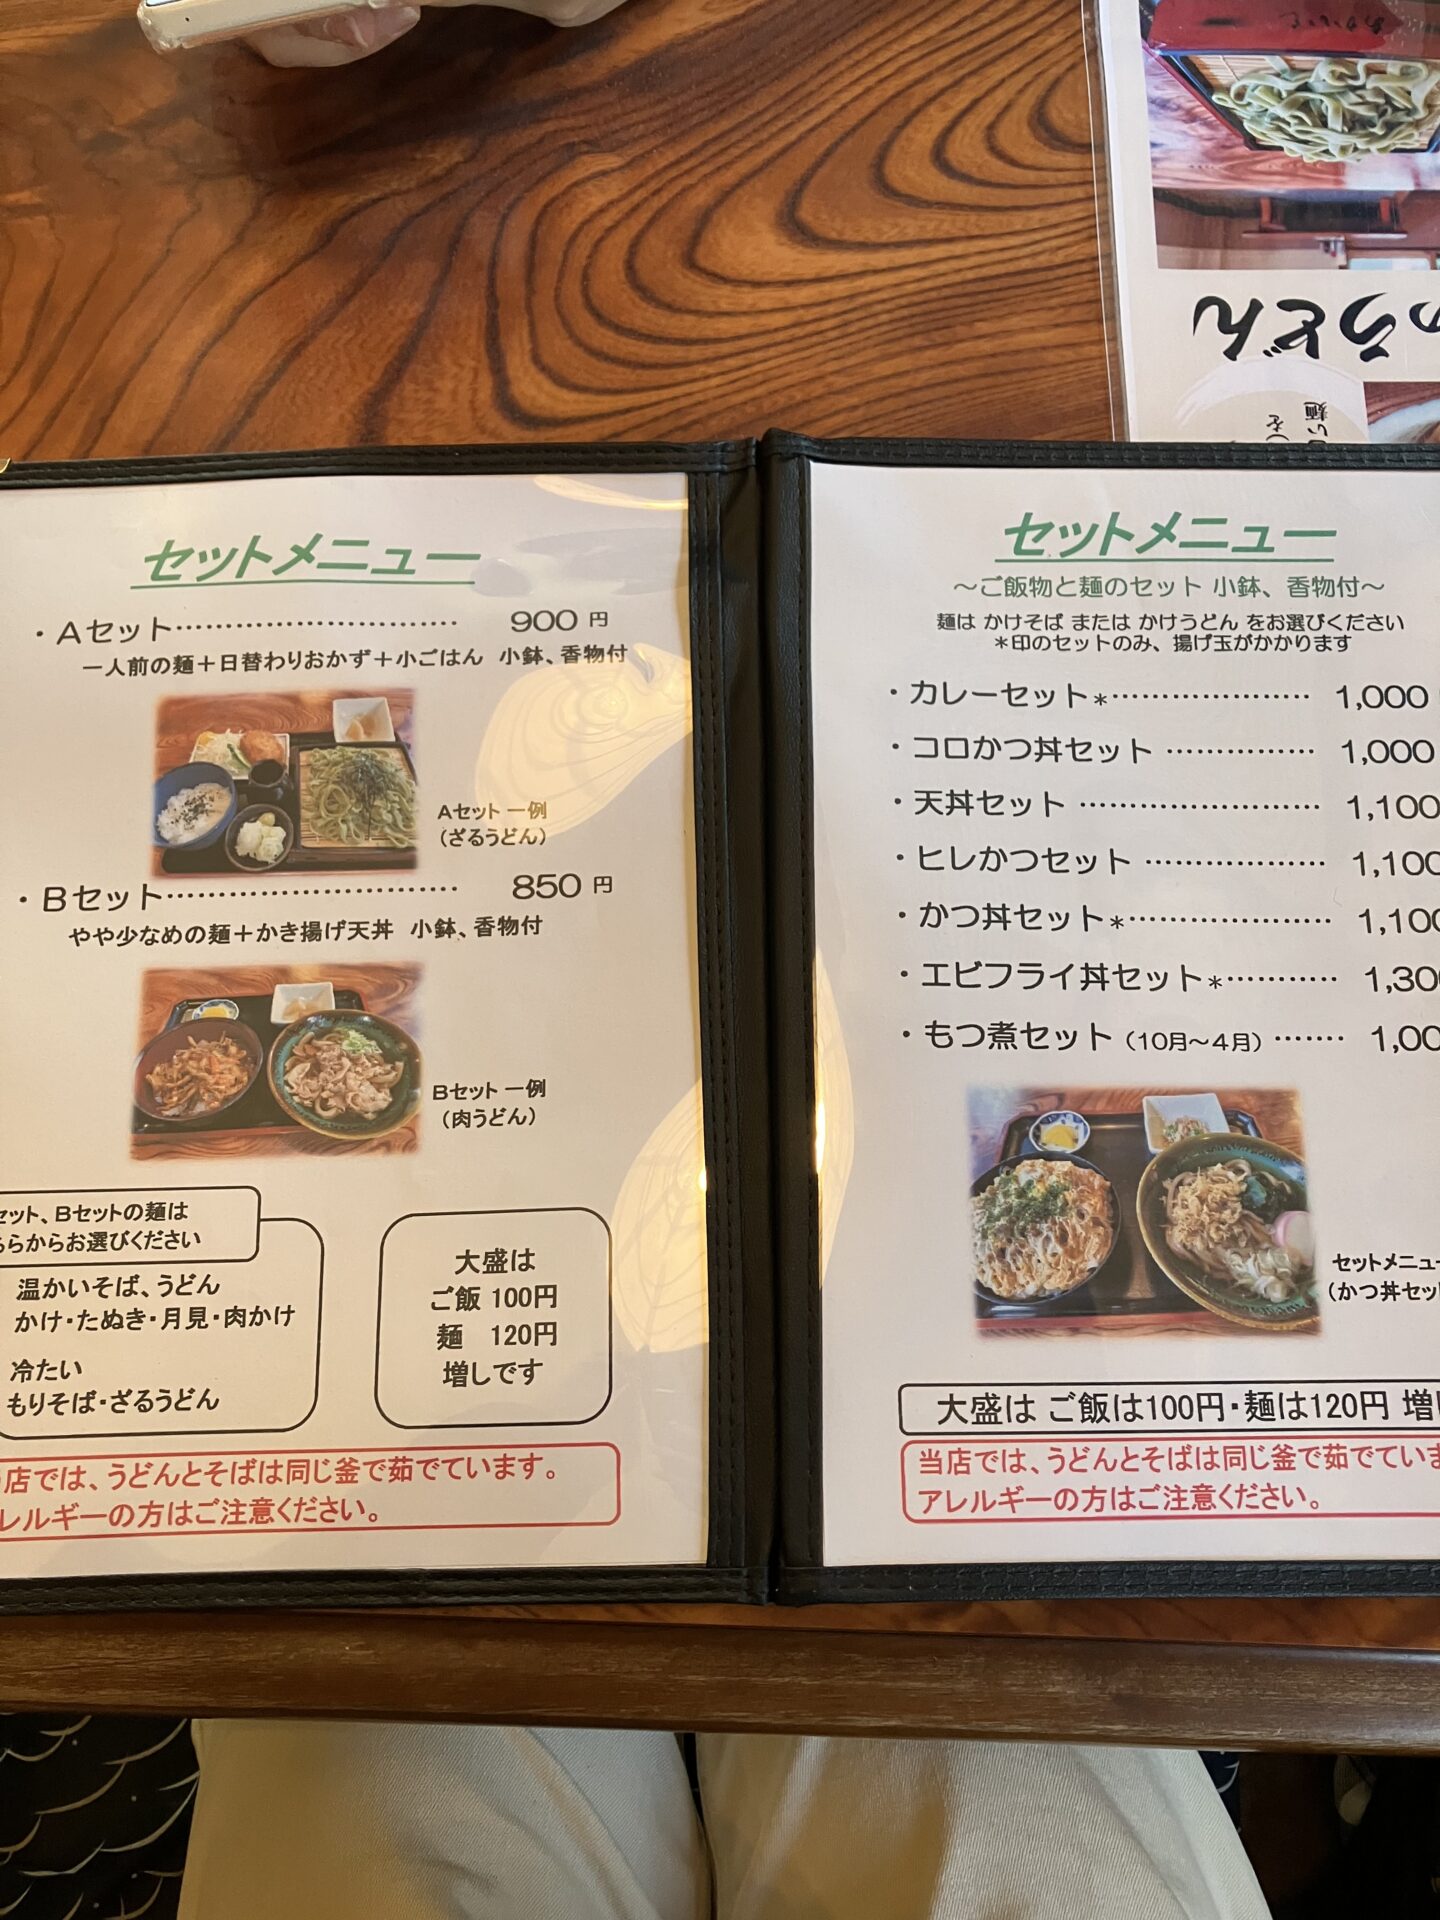 うどん
セットメニュー
・Aセット………………………… 900 円
一人前の麺＋日替わりおかず＋小ごはん 小鉢、香物付
Aセット 一例
（ざるうどん）
・Bセット………………………… 850 円
やや少なめの麺＋かき揚げ天丼 小鉢、香物付
Bセット 一例
（肉うどん）
セット、Bセットの麺は
らからお選びください
温かいそば、うどん
かけ・たぬき・月見・肉かけ
冷たい
もりそば・ざるうどん
大盛は
ご飯 100円
麺 120円
増しです
店では、うどんとそばは同じ釜で茹でています。
レルギーの方はご注意ください。
セットメニュー
～ご飯物と麺のセット 小鉢、香物付～
麺は かけそば または かけうどん をお選びください
＊印のセットのみ、揚げ玉がかかります
・カレーセット＊………………… 1,000
・コロかつ丼セット …………… 1,000
・天丼セット …………………… 1,100
・ヒレかつセット ……………… 1,100
・かつ丼セット＊………………… 1,100
・エビフライ丼セット＊………… 1,30
・もつ煮セット（10月～4月）……. 1,00
セットメニュー
（かつ丼セッ
大盛は ご飯は100円・麺は120円 増
当店では、うどんとそばは同じ釜で茹でていま
アレルギーの方はご注意ください。